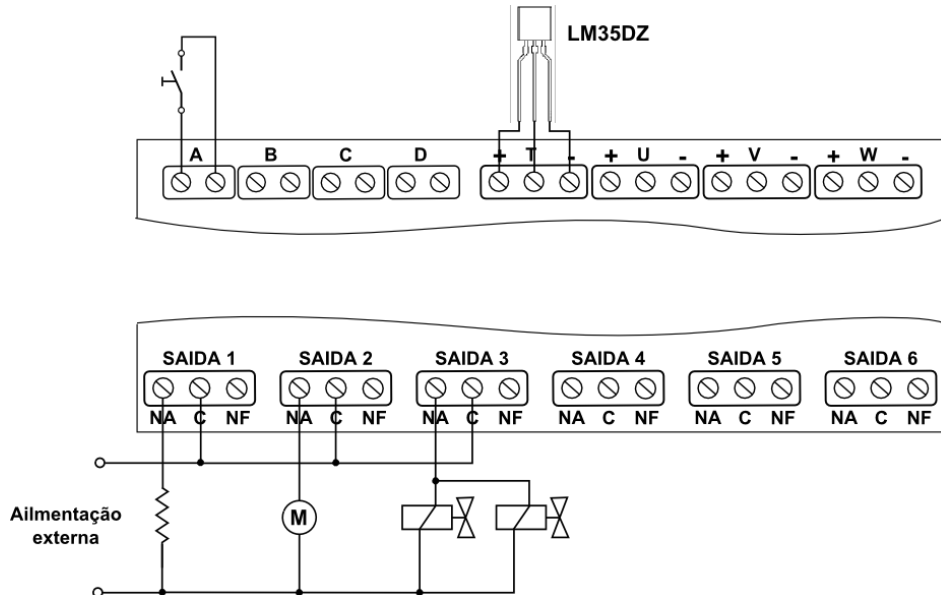 LM35DZ
A B C D + T - + U - + V - + W -
SAIDA 1 SAIDA 2 SAIDA 3 SAIDA 4 SAIDA 5 SAIDA 6
NA C NF NA C NF NA C NF NA C NF NA C NF NA C NF
Ailmentação
externa
M